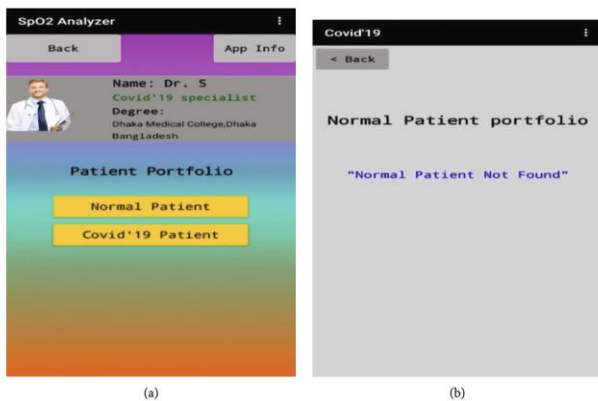 SpO2 Analyzer
Back
App Info
Name: Dr. S
Covid'19 specialist
Degree:
Dhaka Medical College,Dhaka
Bangladesh
Patient Portfolio
Normal Patient
Covid'19 Patient
(a)
Covid'19
< Back
Normal Patient portfolio
"Normal Patient Not Found"
(b)